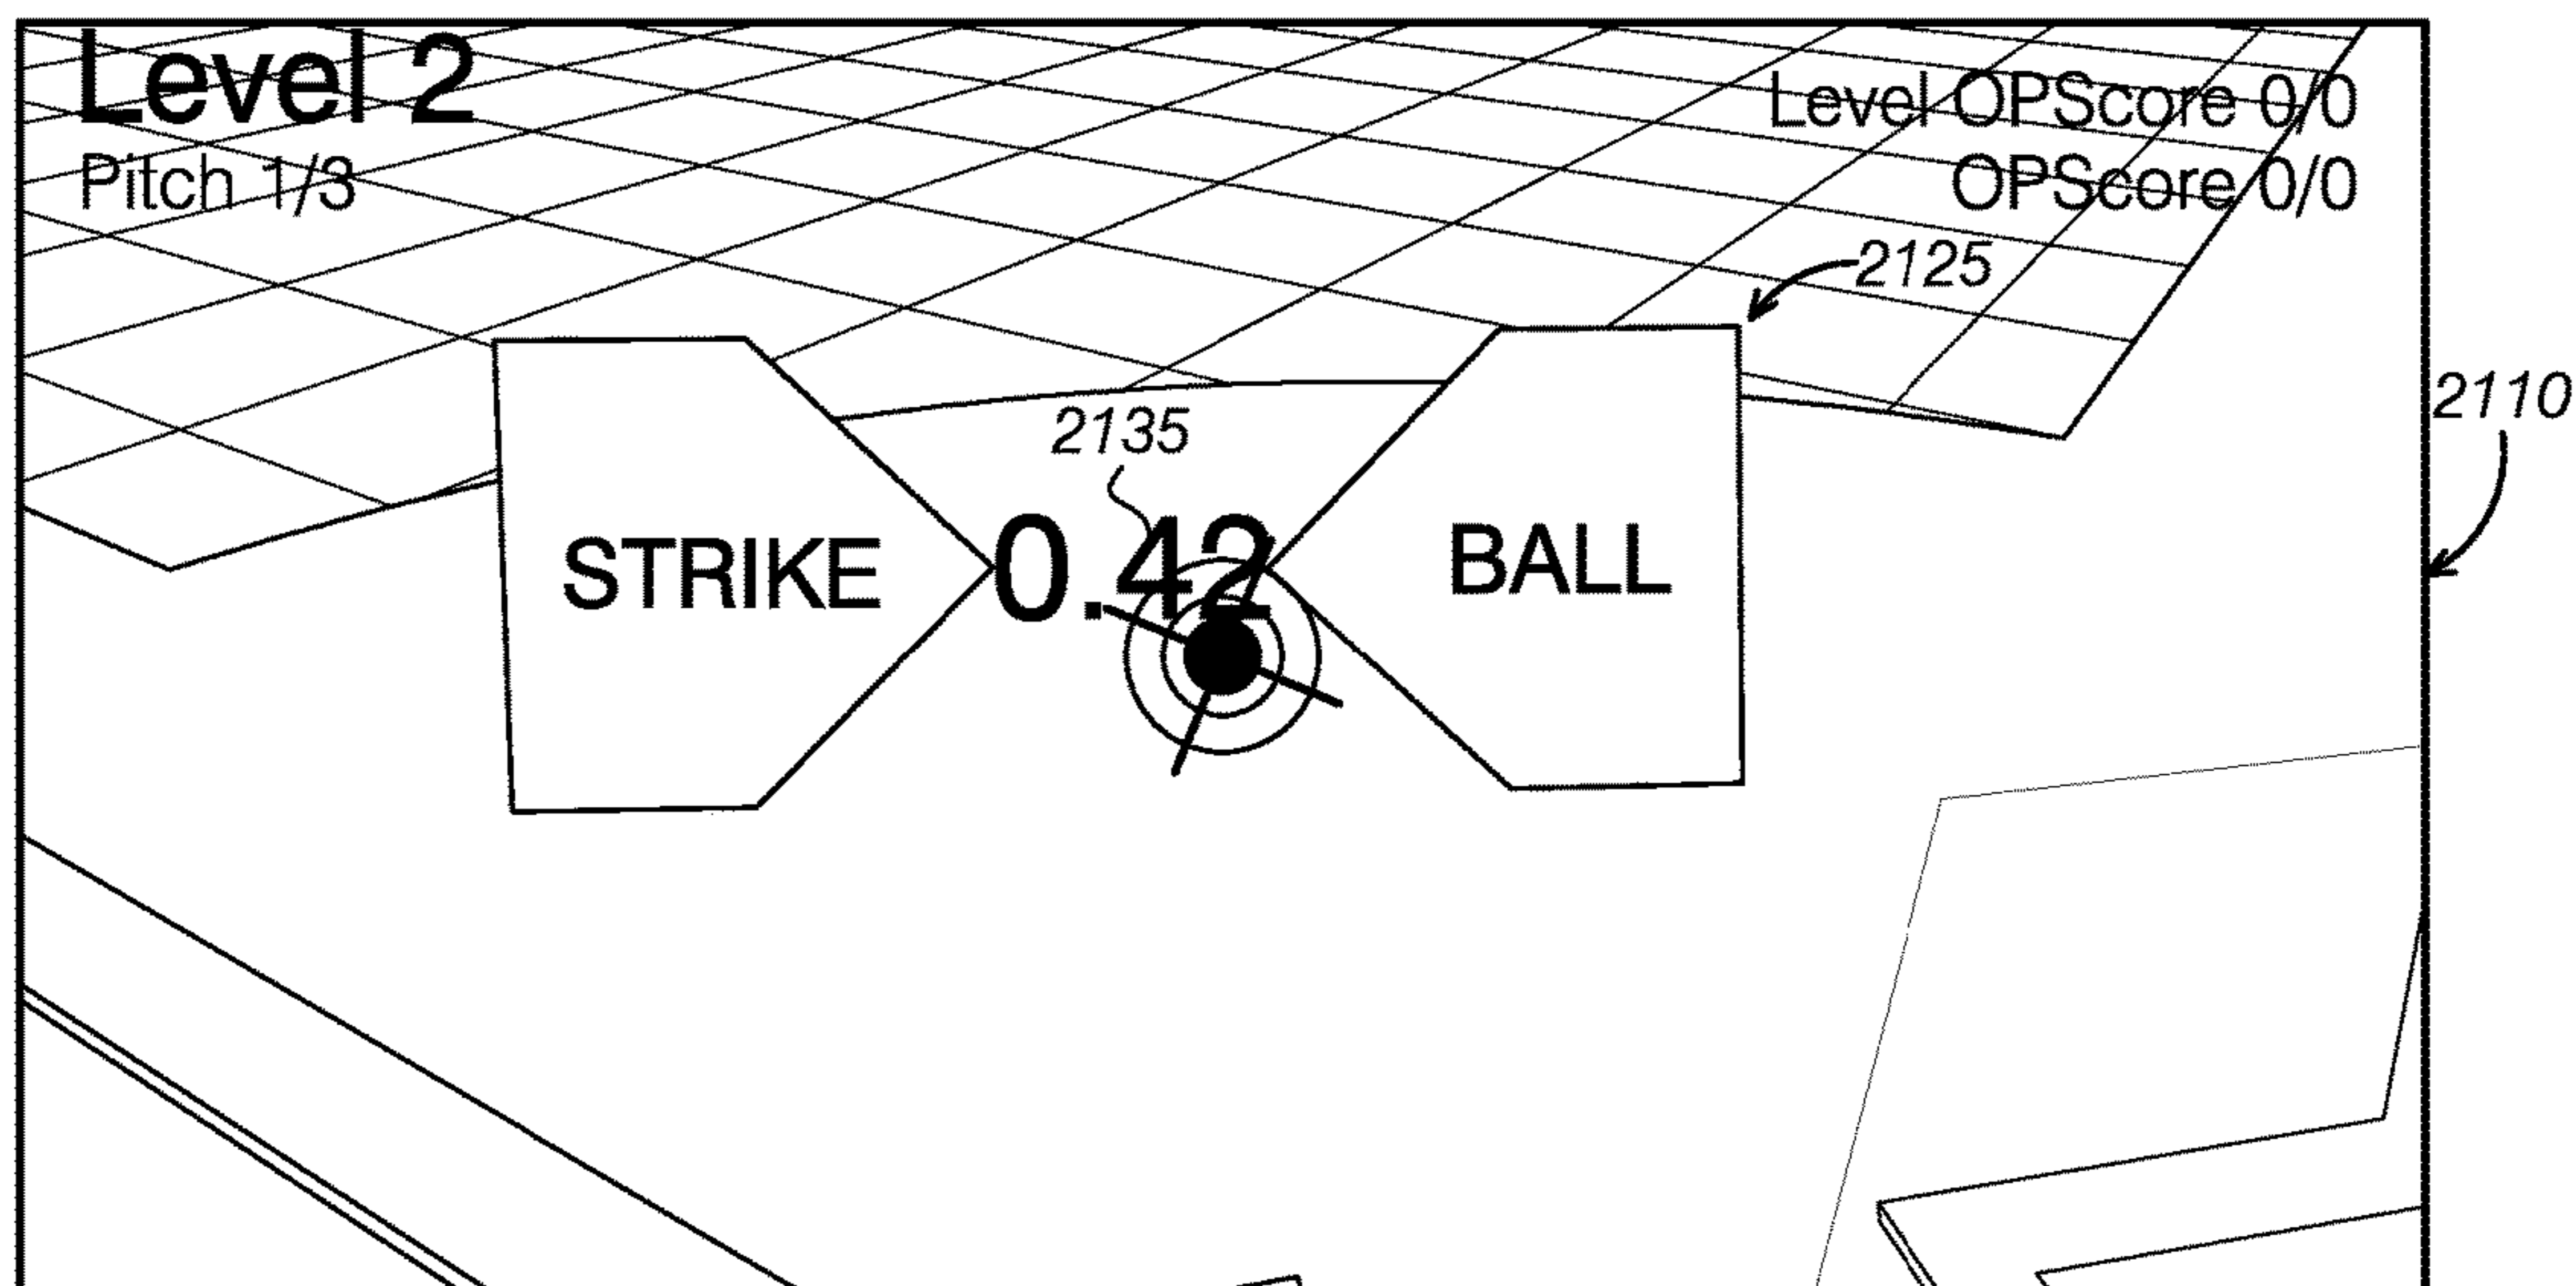 Level 2
Level OPScore 0/0
Pitch 1/3
OPScore 0/0
2125
2110
2135
STRIKE 0.42 BALL